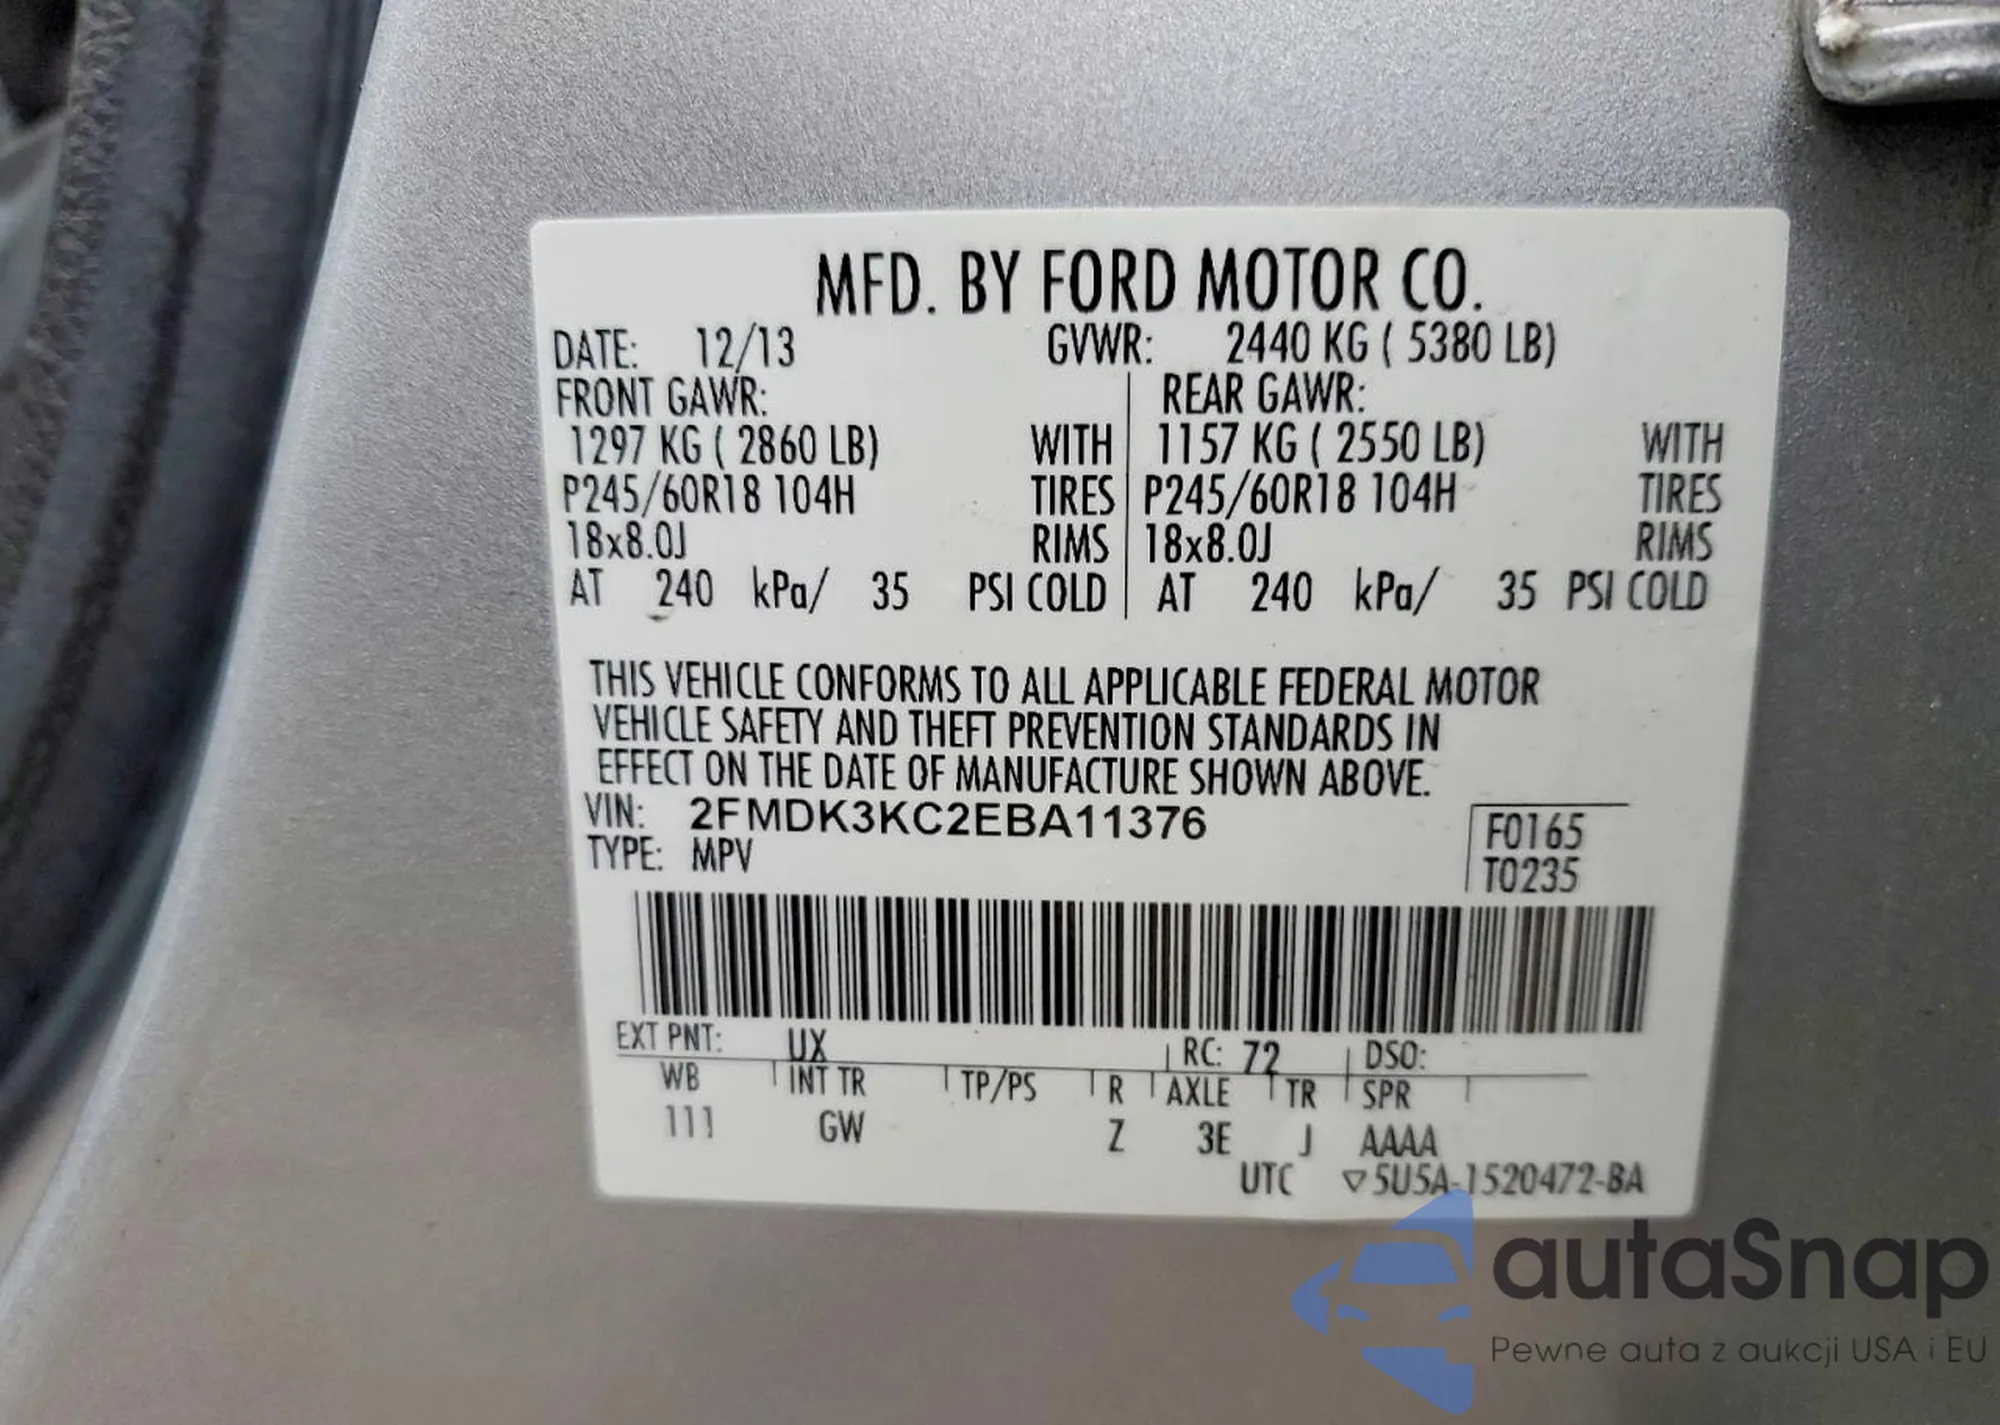 MFD. BY FORD MOTOR CO.
DATE: 12/13 GVWR: 2440 KG ( 5380 LB)
FRONT GAWR: REAR GAWR:
1297 KG ( 2860 LB) WITH 1157 KG ( 2550 LB) WITH
P245/60R18 104H TIRES P245/60R18 104H TIRES
18x8.0J RIMS 18x8.0J RIMS
AT 240 kPa/ 35 PSI COLD AT 240 kPa/ 35 PSI COLD
THIS VEHICLE CONFORMS TO ALL APPLICABLE FEDERAL MOTOR
VEHICLE SAFETY AND THEFT PREVENTION STANDARDS IN
EFFECT ON THE DATE OF MANUFACTURE SHOWN ABOVE.
VIN: 2FMDK3KC2EBA11376 F0165
TYPE: MPV T0235
EXT PNT: UX RC: 72 DSO:
WB INT TR TP/PS R AXLE TR SPR
111 GW Z 3E J AAAA
UTC ▽5U5A-1520472-BA
autaSnap
Pewne auta z aukcji USA i EU